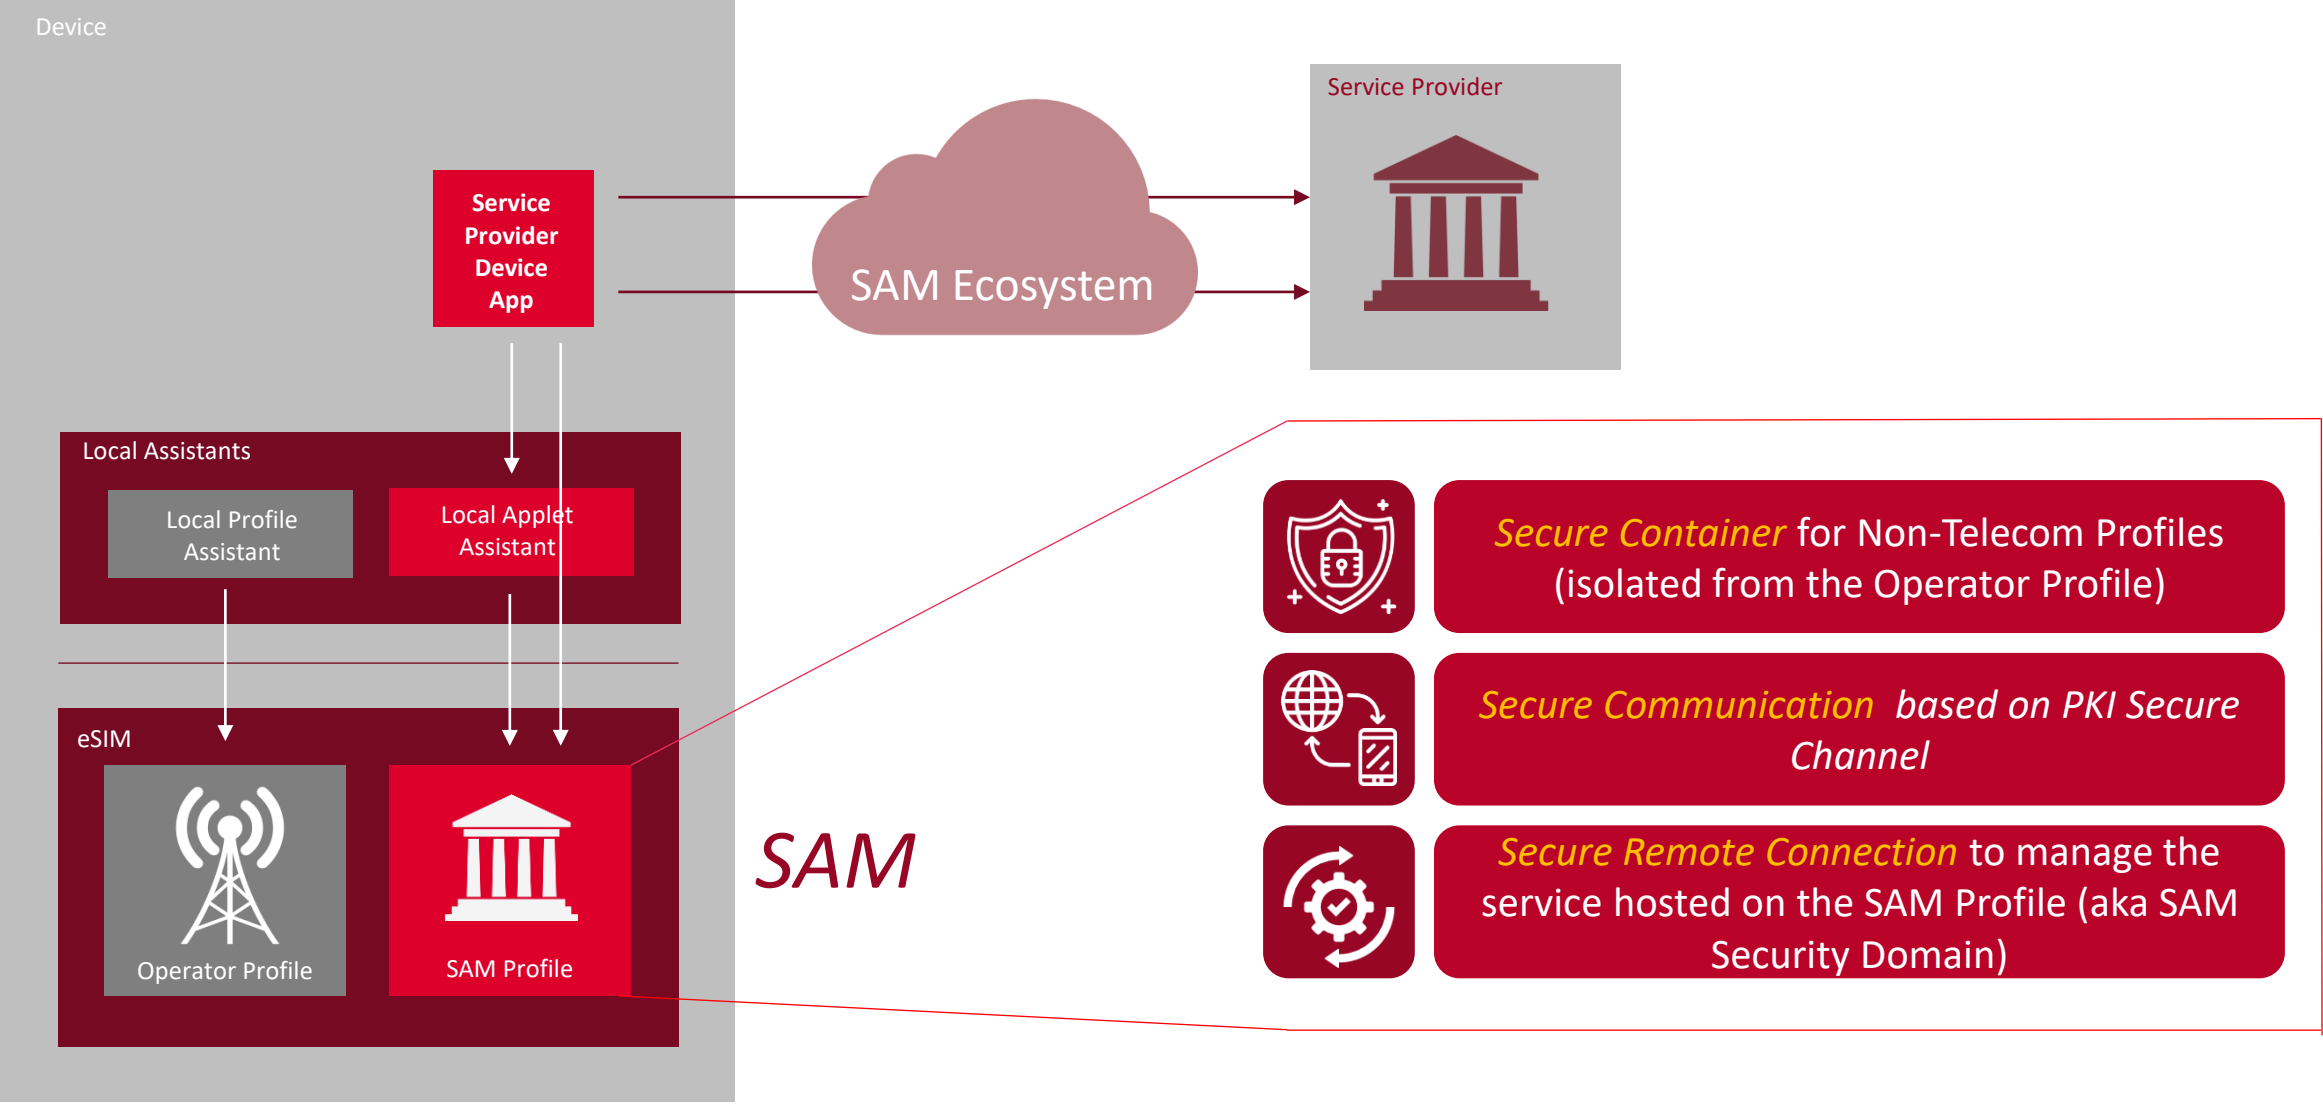 Device
Service Provider
Service
Provider
Device
App
SAM Ecosystem
Local Assistants
Local Profile
Assistant
Local Applet
Assistant
Secure Container for Non-Telecom Profiles
(isolated from the Operator Profile)
Secure Communication  based on PKI Secure
Channel
eSIM
SAM
Secure Remote Connection to manage the
service hosted on the SAM Profile (aka SAM
Security Domain)
Operator Profile
SAM Profile